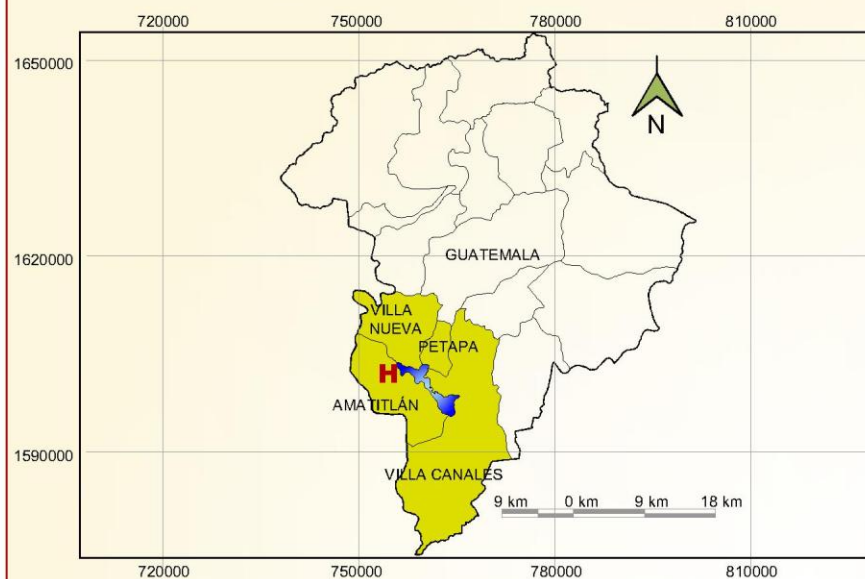 720000 750000 780000 810000
1650000
N
1620000
GUATEMALA
VILLA
NUEVA
PETAPA
H
AMATITLÁN
1590000
VILLA CANALES
9 km 0 km 9 km 18 km
720000 750000 780000 810000